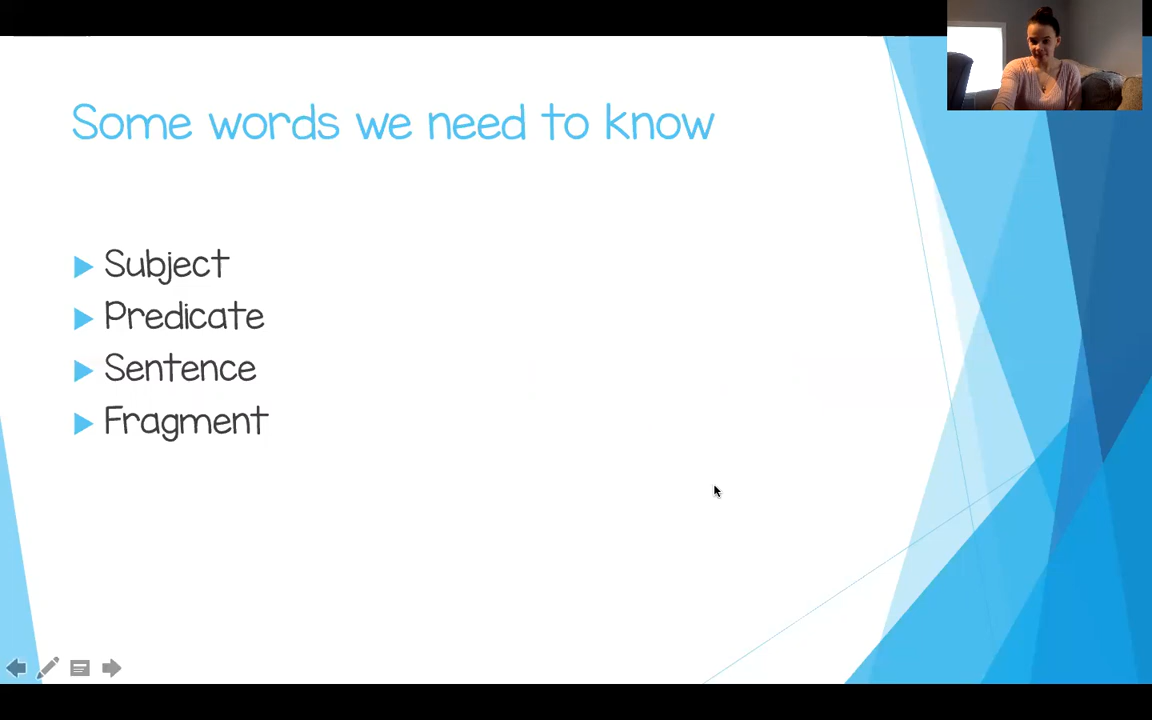 Some words we need to know
Subject
Predicate
Sentence
Fragment